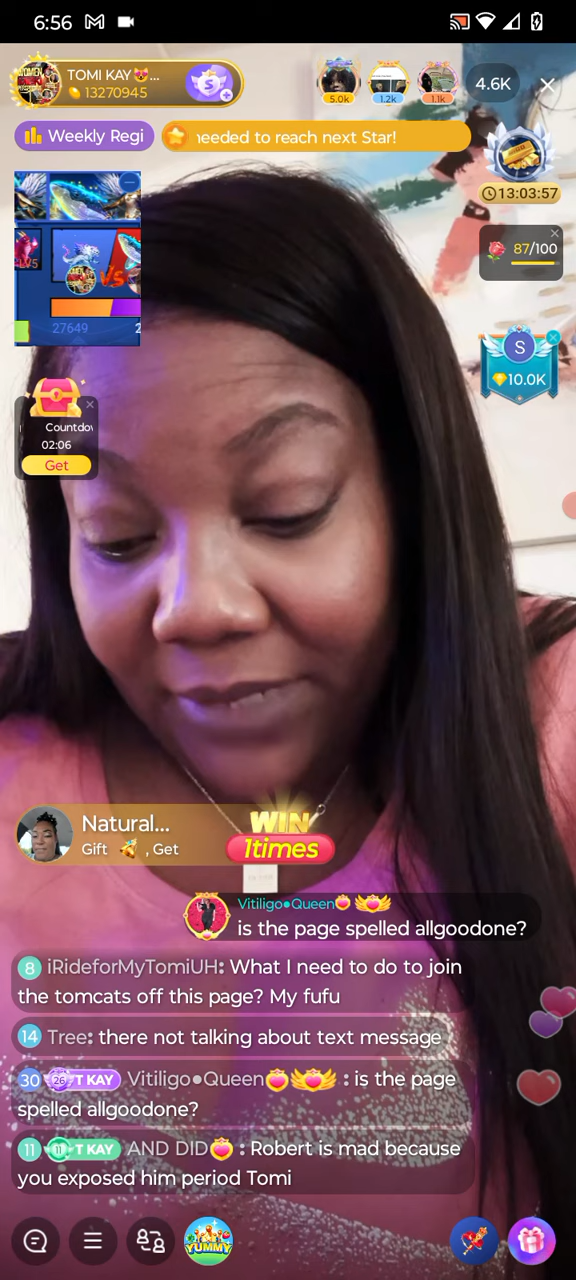 6:56
TOMI KAY😻...
13270945
S
5.0k
1.2k
1.1k
4.6K
Weekly Regi
needed to reach next Star!
13:03:57
87/100
VS
27649
2
S
10.0K
Countdov
02:06
Get
Natural...
Gift , Get
WIN
1times
Vitiligo●Queen
is the page spelled allgoodone?
8 iRideforMyTomiUH: What I need to do to join
the tomcats off this page? My fufu
14 Tree: there not talking about text message
30 26 T KAY Vitiligo●Queen : is the page
spelled allgoodone?
11 11 T KAY AND DID : Robert is mad because
you exposed him period Tomi
YUMMY